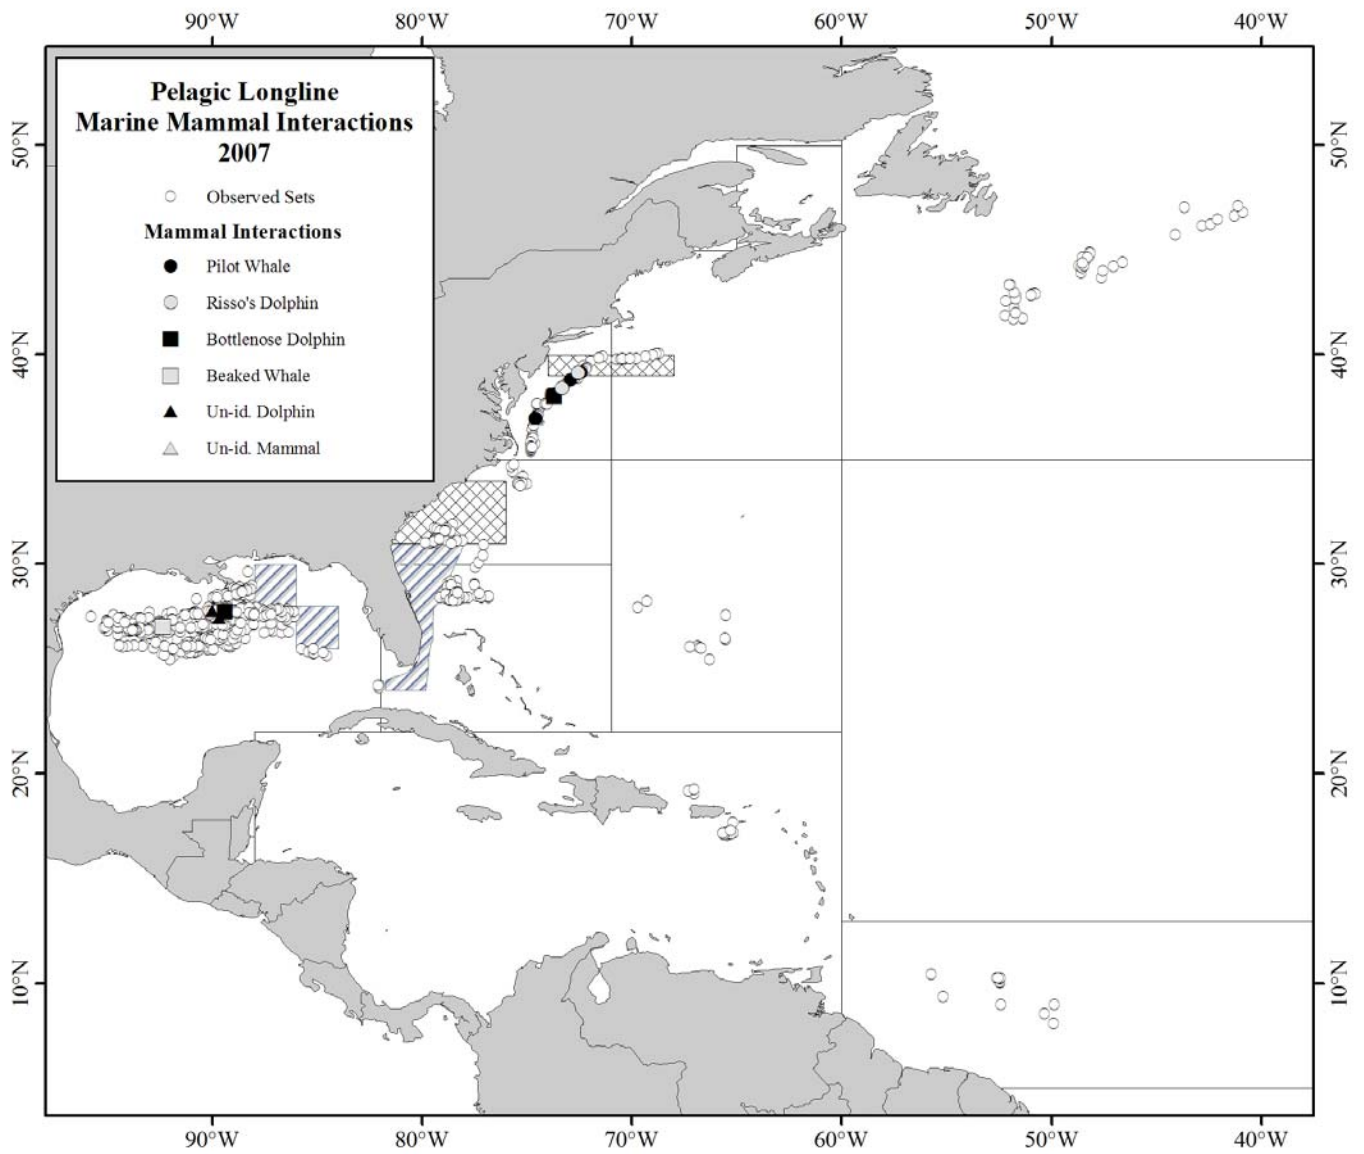 90°W 80°W 70°W 60°W 50°W 40°W
Pelagic Longline
Marine Mammal Interactions
2007
Observed Sets
Mammal Interactions
Pilot Whale
Risso's Dolphin
Bottlenose Dolphin
Beaked Whale
Un-id. Dolphin
Un-id. Mammal
50°N 50°N
40°N 40°N
30°N 30°N
20°N 20°N
10°N 10°N
90°W 80°W 70°W 60°W 50°W 40°W